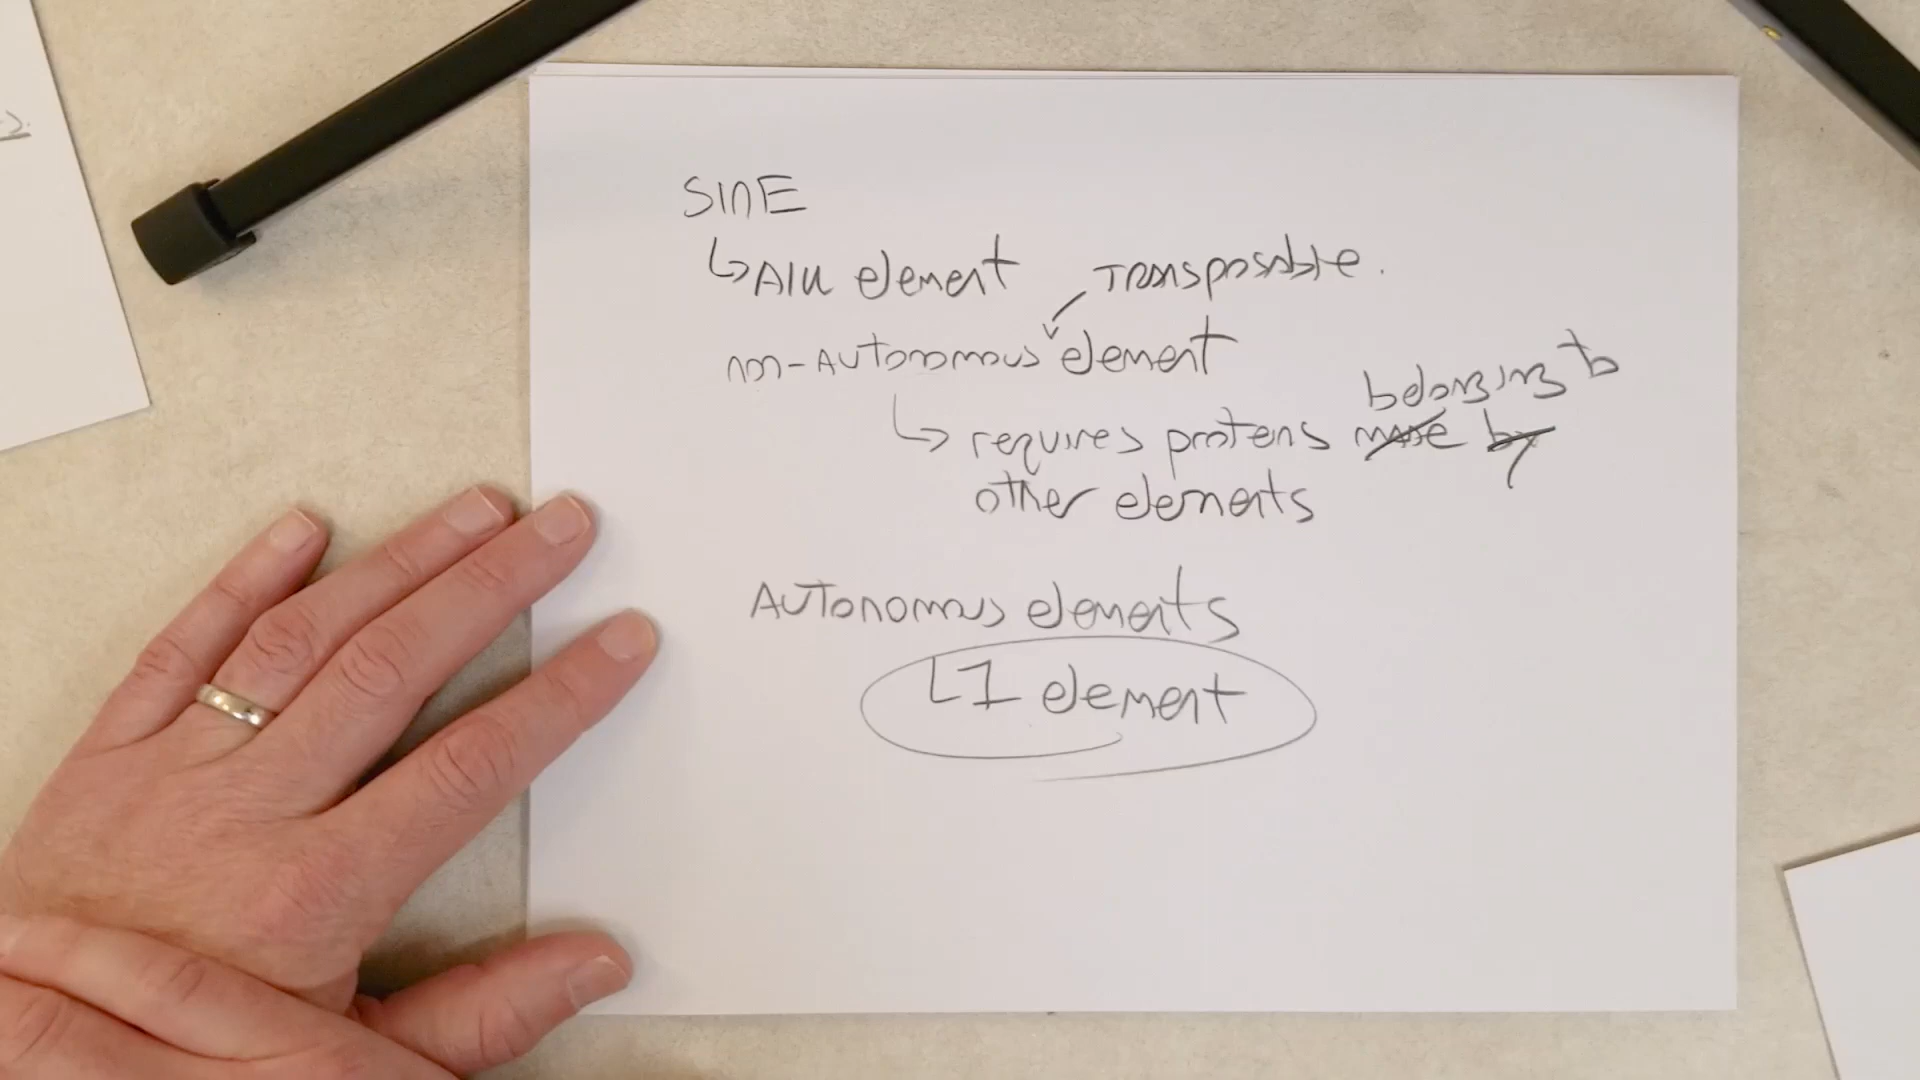 SINE
↳ Alu element
Transposable.
non-Autonomous element
belonging to
↳ requires proteins made by
other elements
Autonomous elements
L1 element